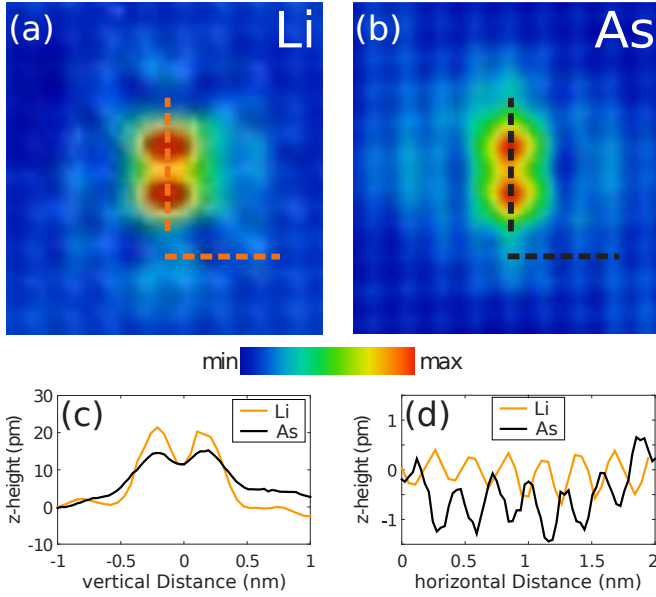 (a) Li
(b) As
min max
(c)
Li
As
z-height (pm)
30
20
10
0
-10
-1 -0.5 0 0.5 1
vertical Distance (nm)
(d)
Li
As
z-height (pm)
1
0
-1
0 0.5 1 1.5 2
horizontal Distance (nm)